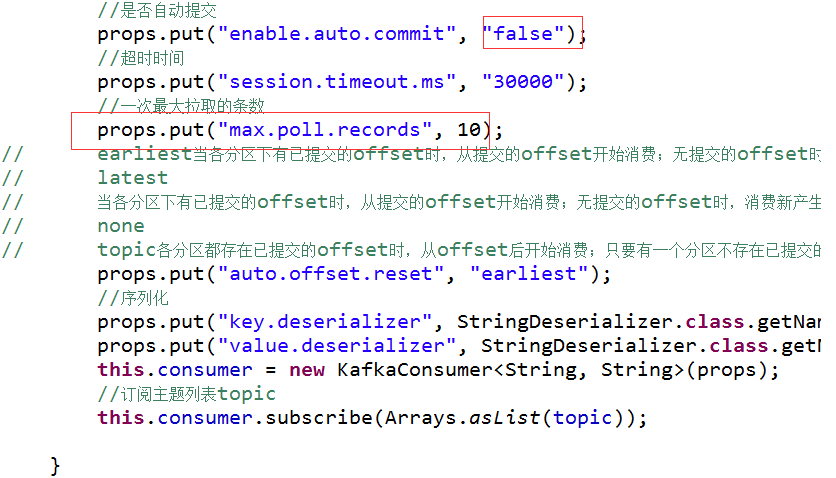 //是否自动提交
props.put("enable.auto.commit", "false");
//超时时间
props.put("session.timeout.ms", "30000");
//一次最大拉取的条数
props.put("max.poll.records", 10);
// earliest当各分区下有已提交的offset时，从提交的offset开始消费；无提交的offset时
// latest
// 当各分区下有已提交的offset时，从提交的offset开始消费；无提交的offset时，消费新产生
// none
// topic各分区都存在已提交的offset时，从offset后开始消费；只要有一个分区不存在已提交的
props.put("auto.offset.reset", "earliest");
//序列化
props.put("key.deserializer", StringDeserializer.class.getNam
props.put("value.deserializer", StringDeserializer.class.getN
this.consumer = new KafkaConsumer<String, String>(props);
//订阅主题列表topic
this.consumer.subscribe(Arrays.asList(topic));
}